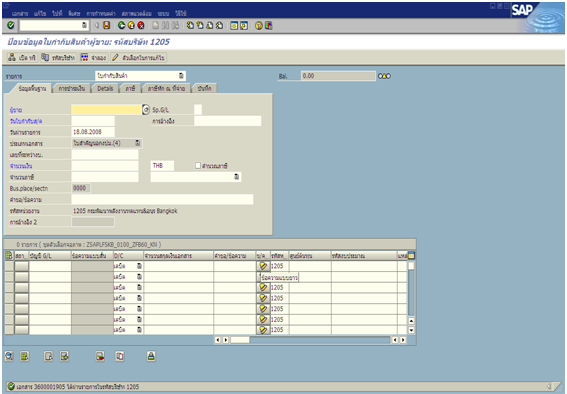 เอกสาร แก้ไข ไปที่ พิเศษ การกำหนดค่า สภาพแวดล้อม ระบบ วิธีใช้
SAP
ป้อนข้อมูลใบกำกับสินค้าผู้ขาย: รหัสบริษัท 1205
เปิด ทรี รหัสบริษัท จำลอง ตัวเลือกในการแก้ไข
รายการ ใบกำกับสินค้า Bal. 0.00
ข้อมูลพื้นฐาน การชำระเงิน Details ภาษี ภาษีหัก ณ ที่จ่าย บันทึก
ผู้ขาย Sp.G/L
วันใบกำกับส/ค การอ้างอิง
วันผ่านรายการ 18.08.2008
ประเภทเอกสาร
เลขที่ระหว่างบ.
จำนวนเงิน THB คำนวณภาษี
จำนวนภาษี
Bus.place/sectn 0000
คำขอ/ข้อความ
รหัสหน่วยงาน 1205 กรมพัฒนาพลังงานทดแทน&อนุร Bangkok
การอ้างอิง 2
0 รายการ ( ชุดตัวเลือกจอภาพ : ZSAPLFSKB_0100_ZFB60_KN )
สถา_ บัญชี G/L ข้อความแบบสั้น D/C จำนวนสกุลเงินเอกสาร คำขอ/ข้อความ ข/ค_ รหัสห_ ศูนย์ต้นทุน รหัสงบประมาณ แหล
เดบิต 1205
เดบิต ข้อความแบบยาว
เดบิต 1205
เดบิต 1205
เดบิต 1205
เดบิต 1205
เดบิต 1205
เอกสาร 3600001905 ได้ผ่านรายการในรหัสบริษัท 1205